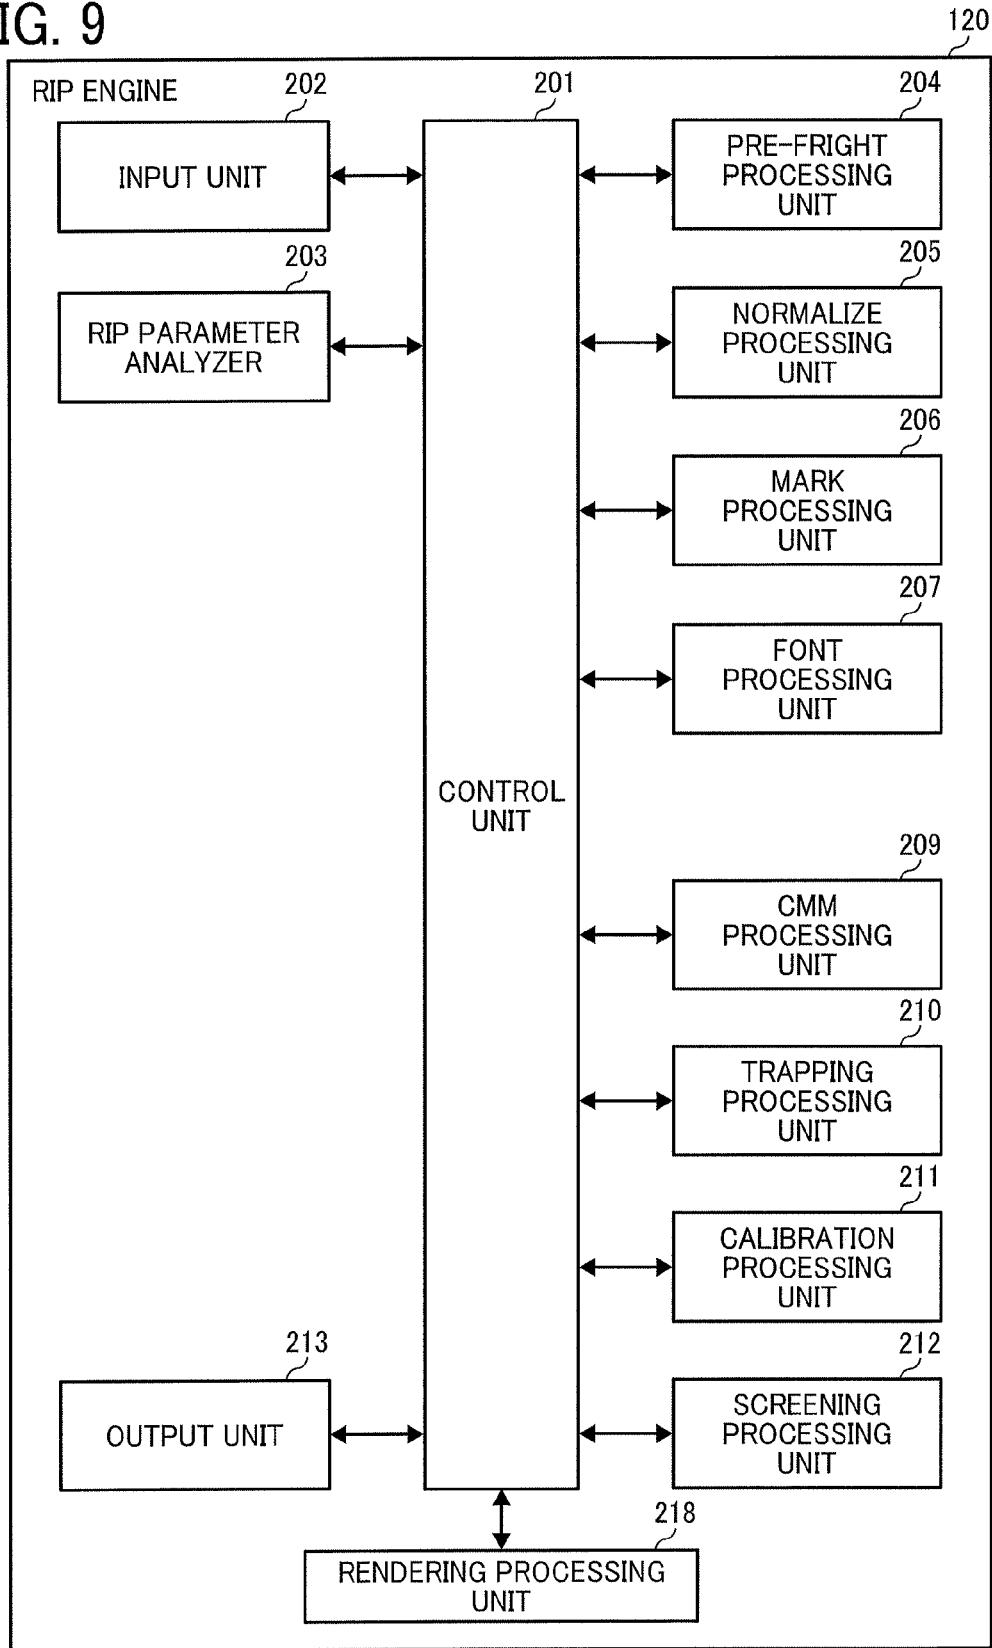 IG. 9
120
RIP ENGINE
202
INPUT UNIT
201
204
PRE-FRIGHT
PROCESSING
UNIT
203
RIP PARAMETER
ANALYZER
205
NORMALIZE
PROCESSING
UNIT
206
MARK
PROCESSING
UNIT
207
FONT
PROCESSING
UNIT
CONTROL
UNIT
209
CMM
PROCESSING
UNIT
210
TRAPPING
PROCESSING
UNIT
211
CALIBRATION
PROCESSING
UNIT
213
OUTPUT UNIT
212
SCREENING
PROCESSING
UNIT
218
RENDERING PROCESSING
UNIT